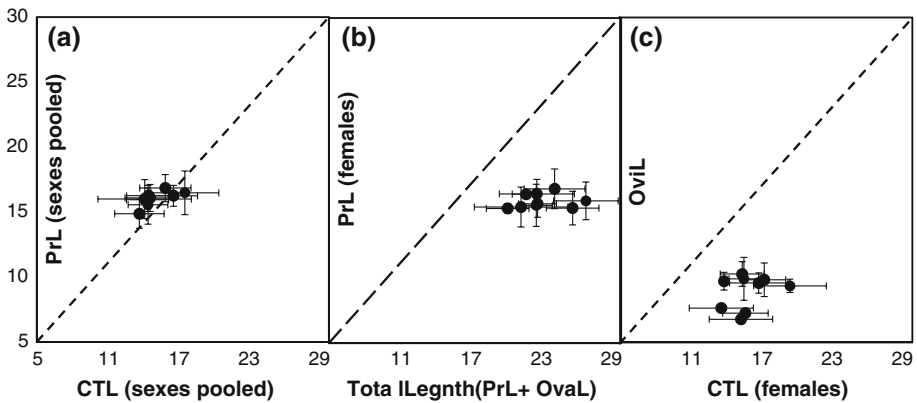 30
25
20
15
10
5
(a)
PrL (sexes pooled)
5
11
17
23
29
CTL (sexes pooled)
(b)
PrL (females)
11
17
23
29
Tota lLegnth(PrL+ OvaL)
(c)
OviL
11
17
23
29
CTL (females)